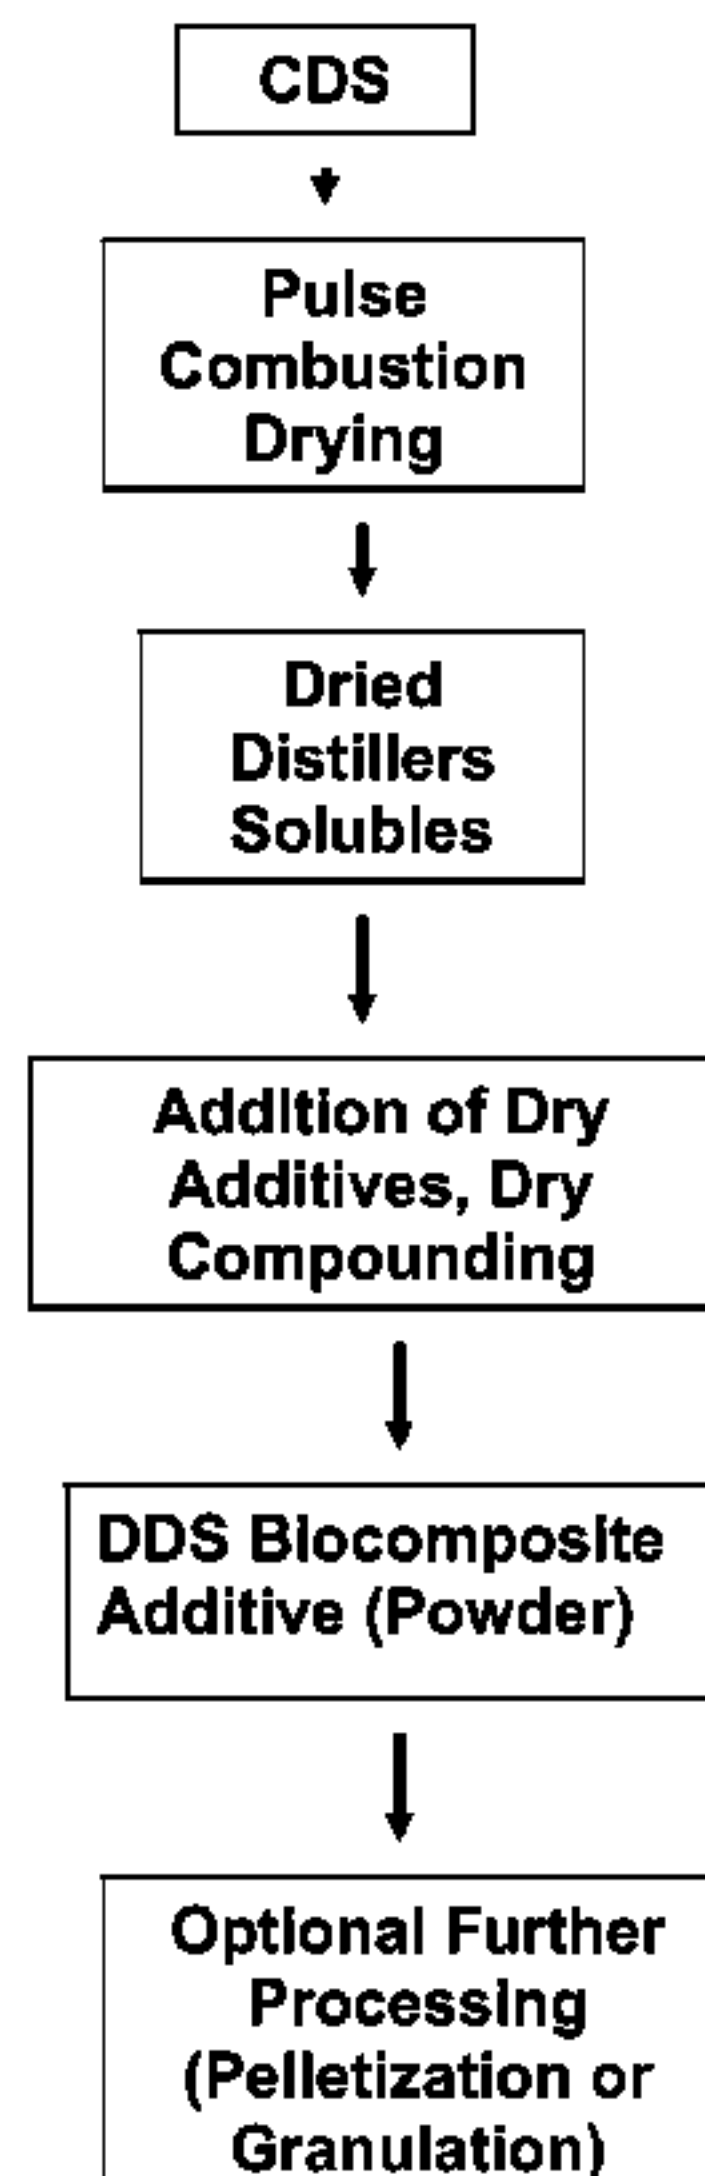 CDS
Pulse
Combustion
Drying
Dried
Distillers
Solubles
Addition of Dry
Additives, Dry
Compounding
DDS Biocomposite
Additive (Powder)
Optional Further
Processing
(Pelletization or
Granulation)